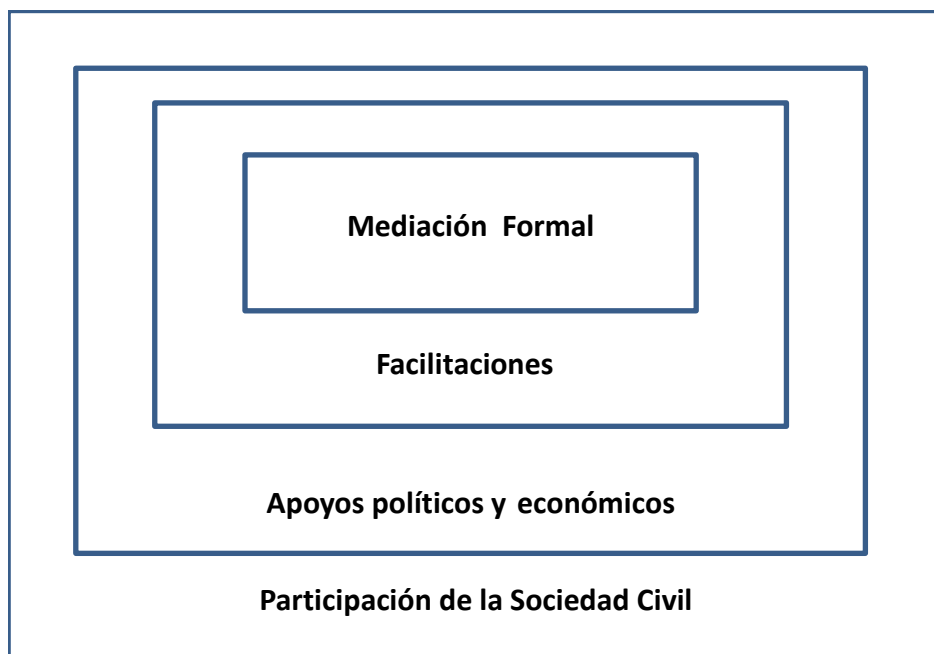 Mediación Formal
Facilitaciones
Apoyos políticos y económicos
Participación de la Sociedad Civil